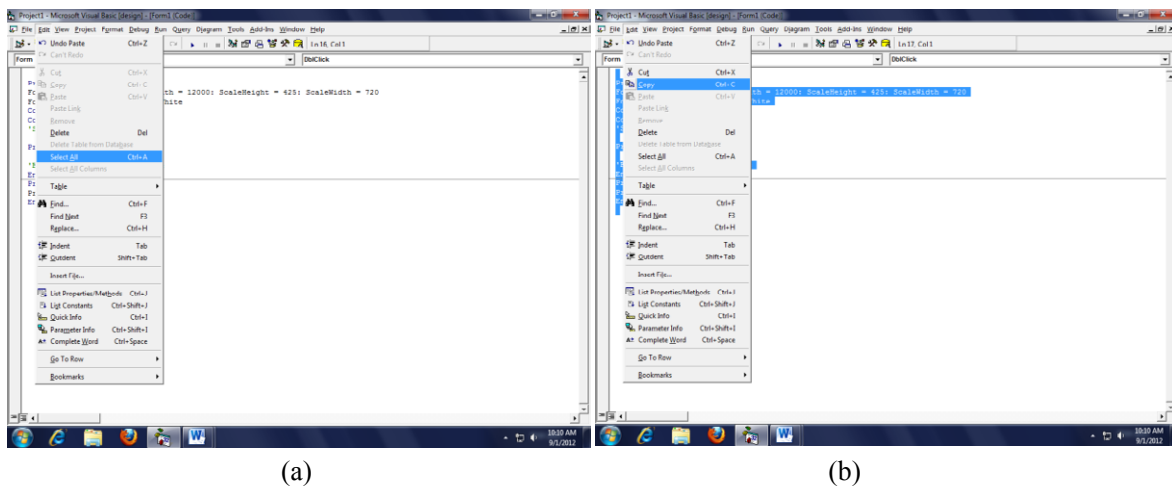 Project1 - Microsoft Visual Basic [design] - [Form1 (Code)]
File Edit View Project Format Debug Run Query Diagram Tools Add-Ins Window Help
Undo Paste Ctrl+Z
Can't Redo
Ln 16, Col 1
Form
DblClick
Cut Ctrl+X
Copy Ctrl+C
Paste Ctrl+V
Paste Link
Remove
Delete Del
Delete Table from Database
Select All Ctrl+A
Select All Columns
Table
Find... Ctrl+F
Find Next F3
Replace... Ctrl+H
Indent Tab
Outdent Shift+Tab
Insert File...
List Properties/Methods Ctrl+J
List Constants Ctrl+Shift+J
Quick Info Ctrl+I
Parameter Info Ctrl+Shift+I
Complete Word Ctrl+Space
Go To Row
Bookmarks
th = 12000: ScaleHeight = 425: ScaleWidth = 720
hite
10:10 AM
9/1/2012
(a)
Project1 - Microsoft Visual Basic [design] - [Form1 (Code)]
File Edit View Project Format Debug Run Query Diagram Tools Add-Ins Window Help
Undo Paste Ctrl+Z
Can't Redo
Ln 17, Col 1
Form
DblClick
Cut Ctrl+X
Copy Ctrl+C
Paste Ctrl+V
Paste Link
Remove
Delete Del
Delete Table from Database
Select All Ctrl+A
Select All Columns
Table
Find... Ctrl+F
Find Next F3
Replace... Ctrl+H
Indent Tab
Outdent Shift+Tab
Insert File...
List Properties/Methods Ctrl+J
List Constants Ctrl+Shift+J
Quick Info Ctrl+I
Parameter Info Ctrl+Shift+I
Complete Word Ctrl+Space
Go To Row
Bookmarks
th = 12000: ScaleHeight = 425: ScaleWidth = 720
hite
10:10 AM
9/1/2012
(b)